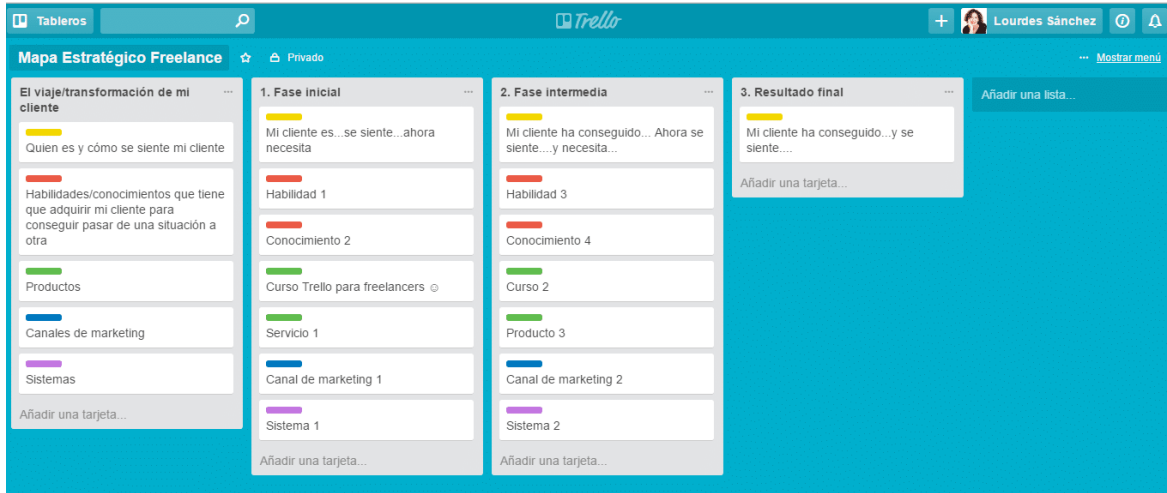 Tableros
Trello
Lourdes Sánchez
Mapa Estratégico Freelance
Privado
... Mostrar menú
El viaje/transformación de mi
cliente
Quien es y cómo se siente mi cliente
Habilidades/conocimientos que tiene
que adquirir mi cliente para
conseguir pasar de una situación a
otra
Productos
Canales de marketing
Sistemas
Añadir una tarjeta...
1. Fase inicial
Mi cliente es...se siente...ahora
necesita
Habilidad 1
Conocimiento 2
Curso Trello para freelancers ☺
Servicio 1
Canal de marketing 1
Sistema 1
Añadir una tarjeta...
2. Fase intermedia
Mi cliente ha conseguido... Ahora se
siente....y necesita...
Habilidad 3
Conocimiento 4
Curso 2
Producto 3
Canal de marketing 2
Sistema 2
Añadir una tarjeta...
3. Resultado final
Mi cliente ha conseguido...y se
siente....
Añadir una tarjeta...
Añadir una lista...